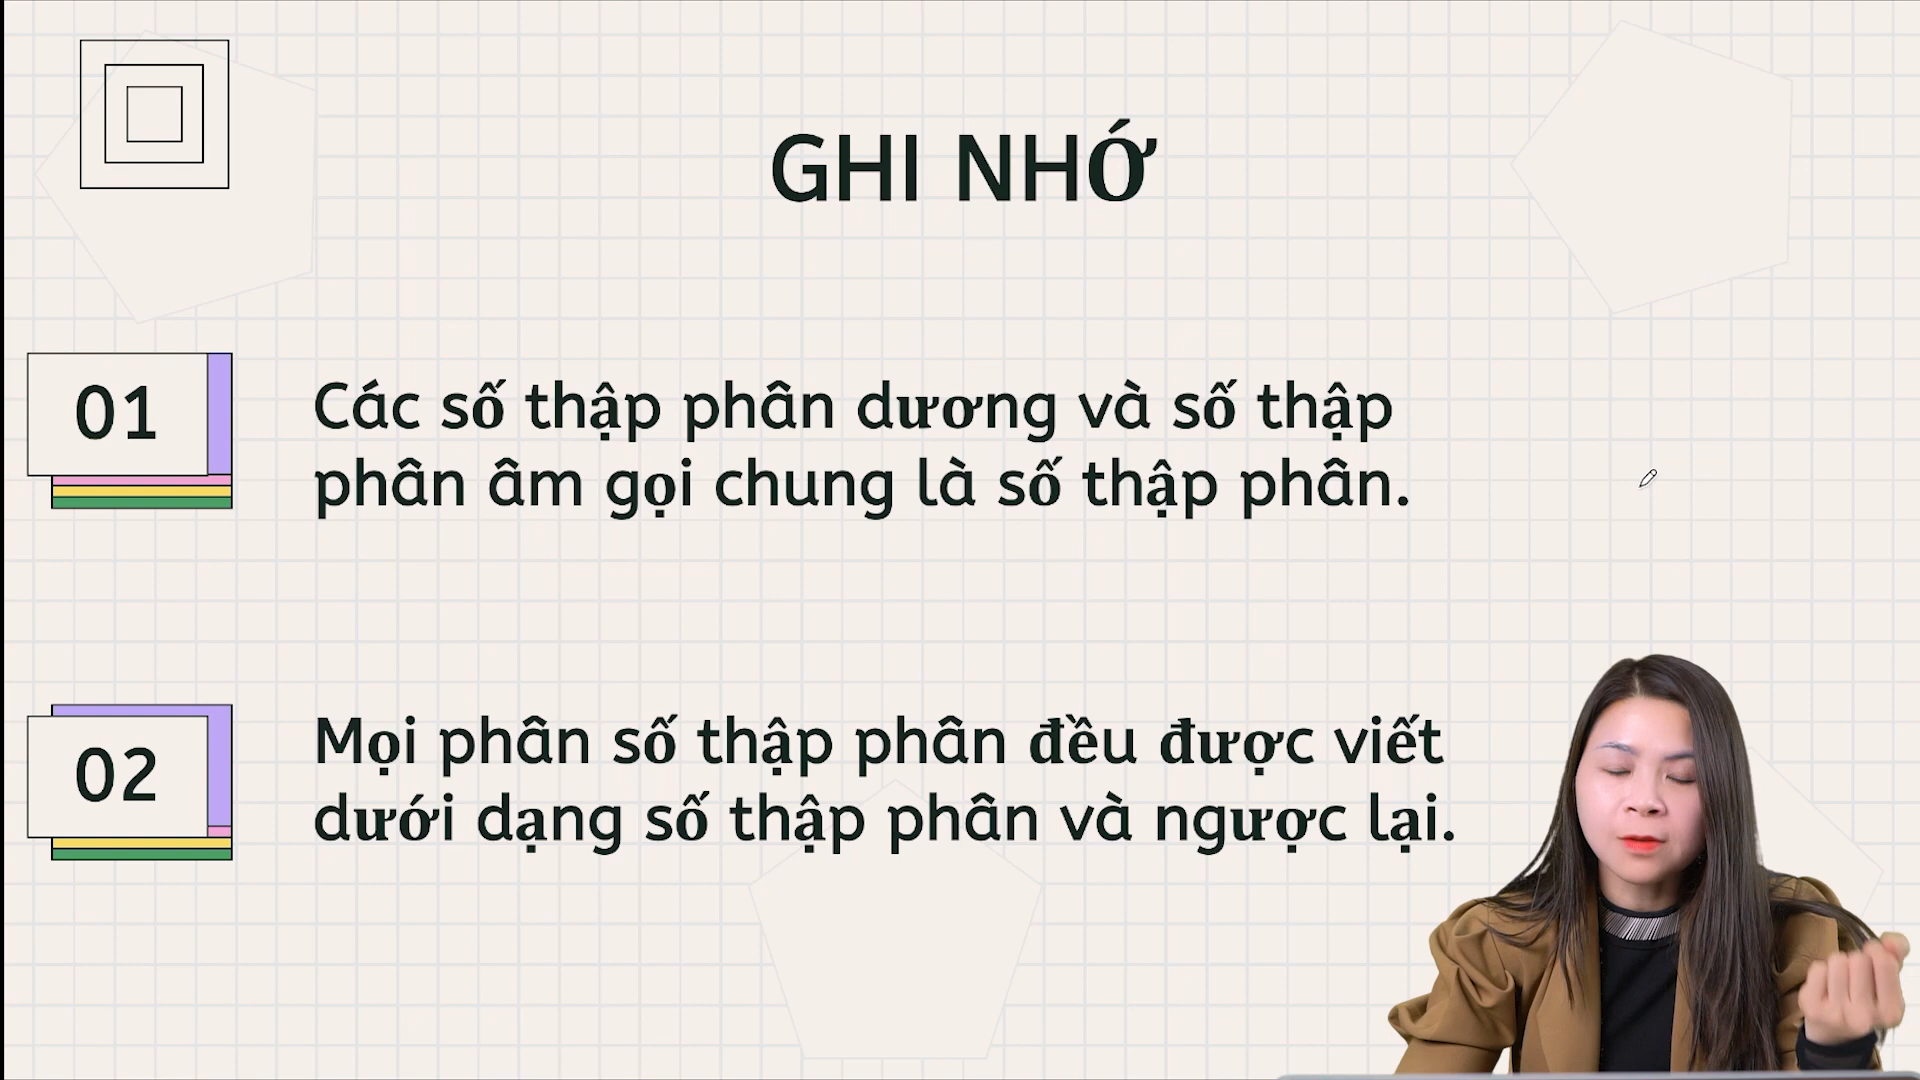 GHI NHỚ
01
Các số thập phân dương và số thập
phân âm gọi chung là số thập phân.
02
Mọi phân số thập phân đều được viết
dưới dạng số thập phân và ngược lại.